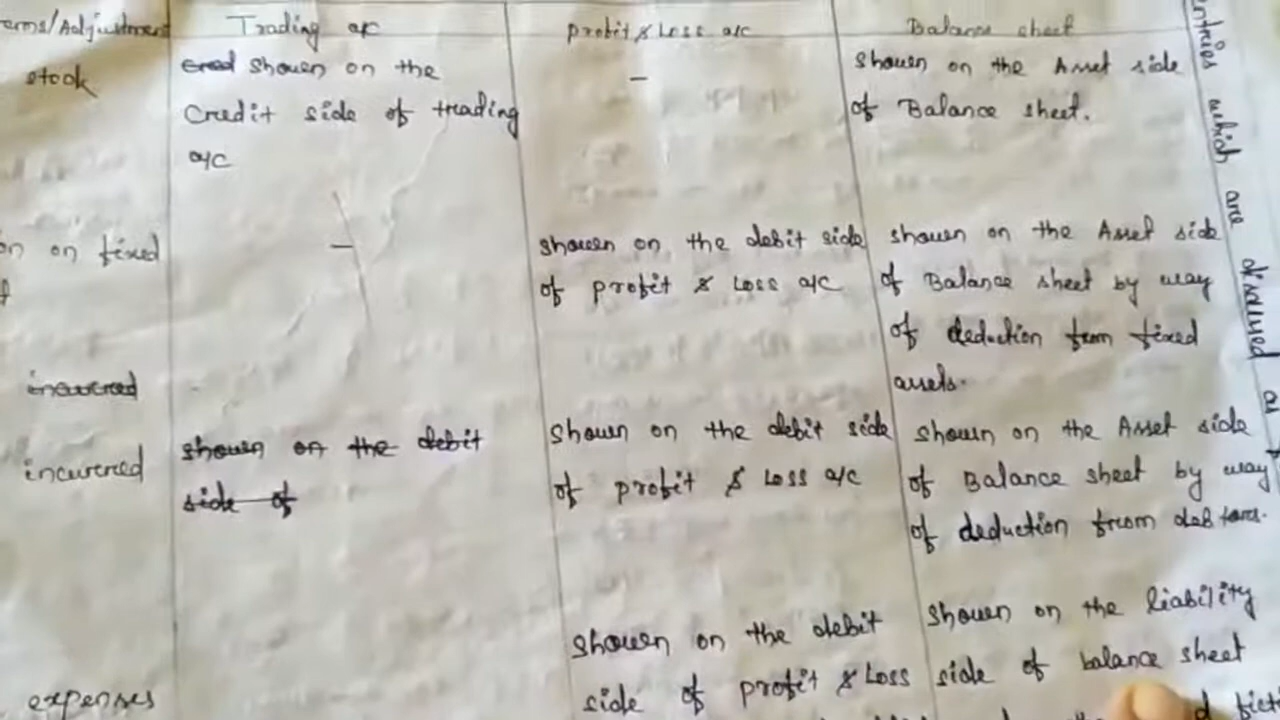 erms/Adjustment Trading a/c profit & Loss a/c Balance sheet
stock shown on the - shown on the Asset side
Credit side of trading of Balance sheet.
a/c
on on fixed - shown on the debit side shown on the Asset side
of profit & Loss a/c of Balance sheet by way
of deduction from fixed
assets.
incurred
incurered shown on the debit shown on the debit side shown on the Asset side
side of of profit & Loss a/c of Balance sheet by way
of deduction from debtors.
shown on the debit shown on the liability
expenses side of profit & Loss side of balance sheet
entries which are disused as